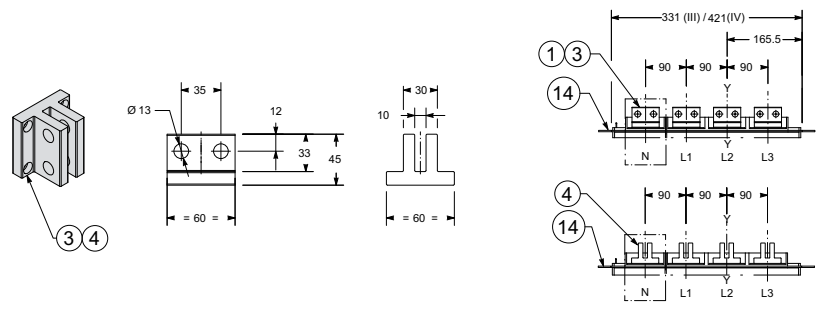 3 4
35
Ø 13
12
33
45
= 60 =
30
10
= 60 =
331 (III) / 421(IV)
165.5
1 3
90 90 90
Y
14
N L1 L2 L3
Y
4
90 90 90
Y
14
N L1 L2 L3
Y